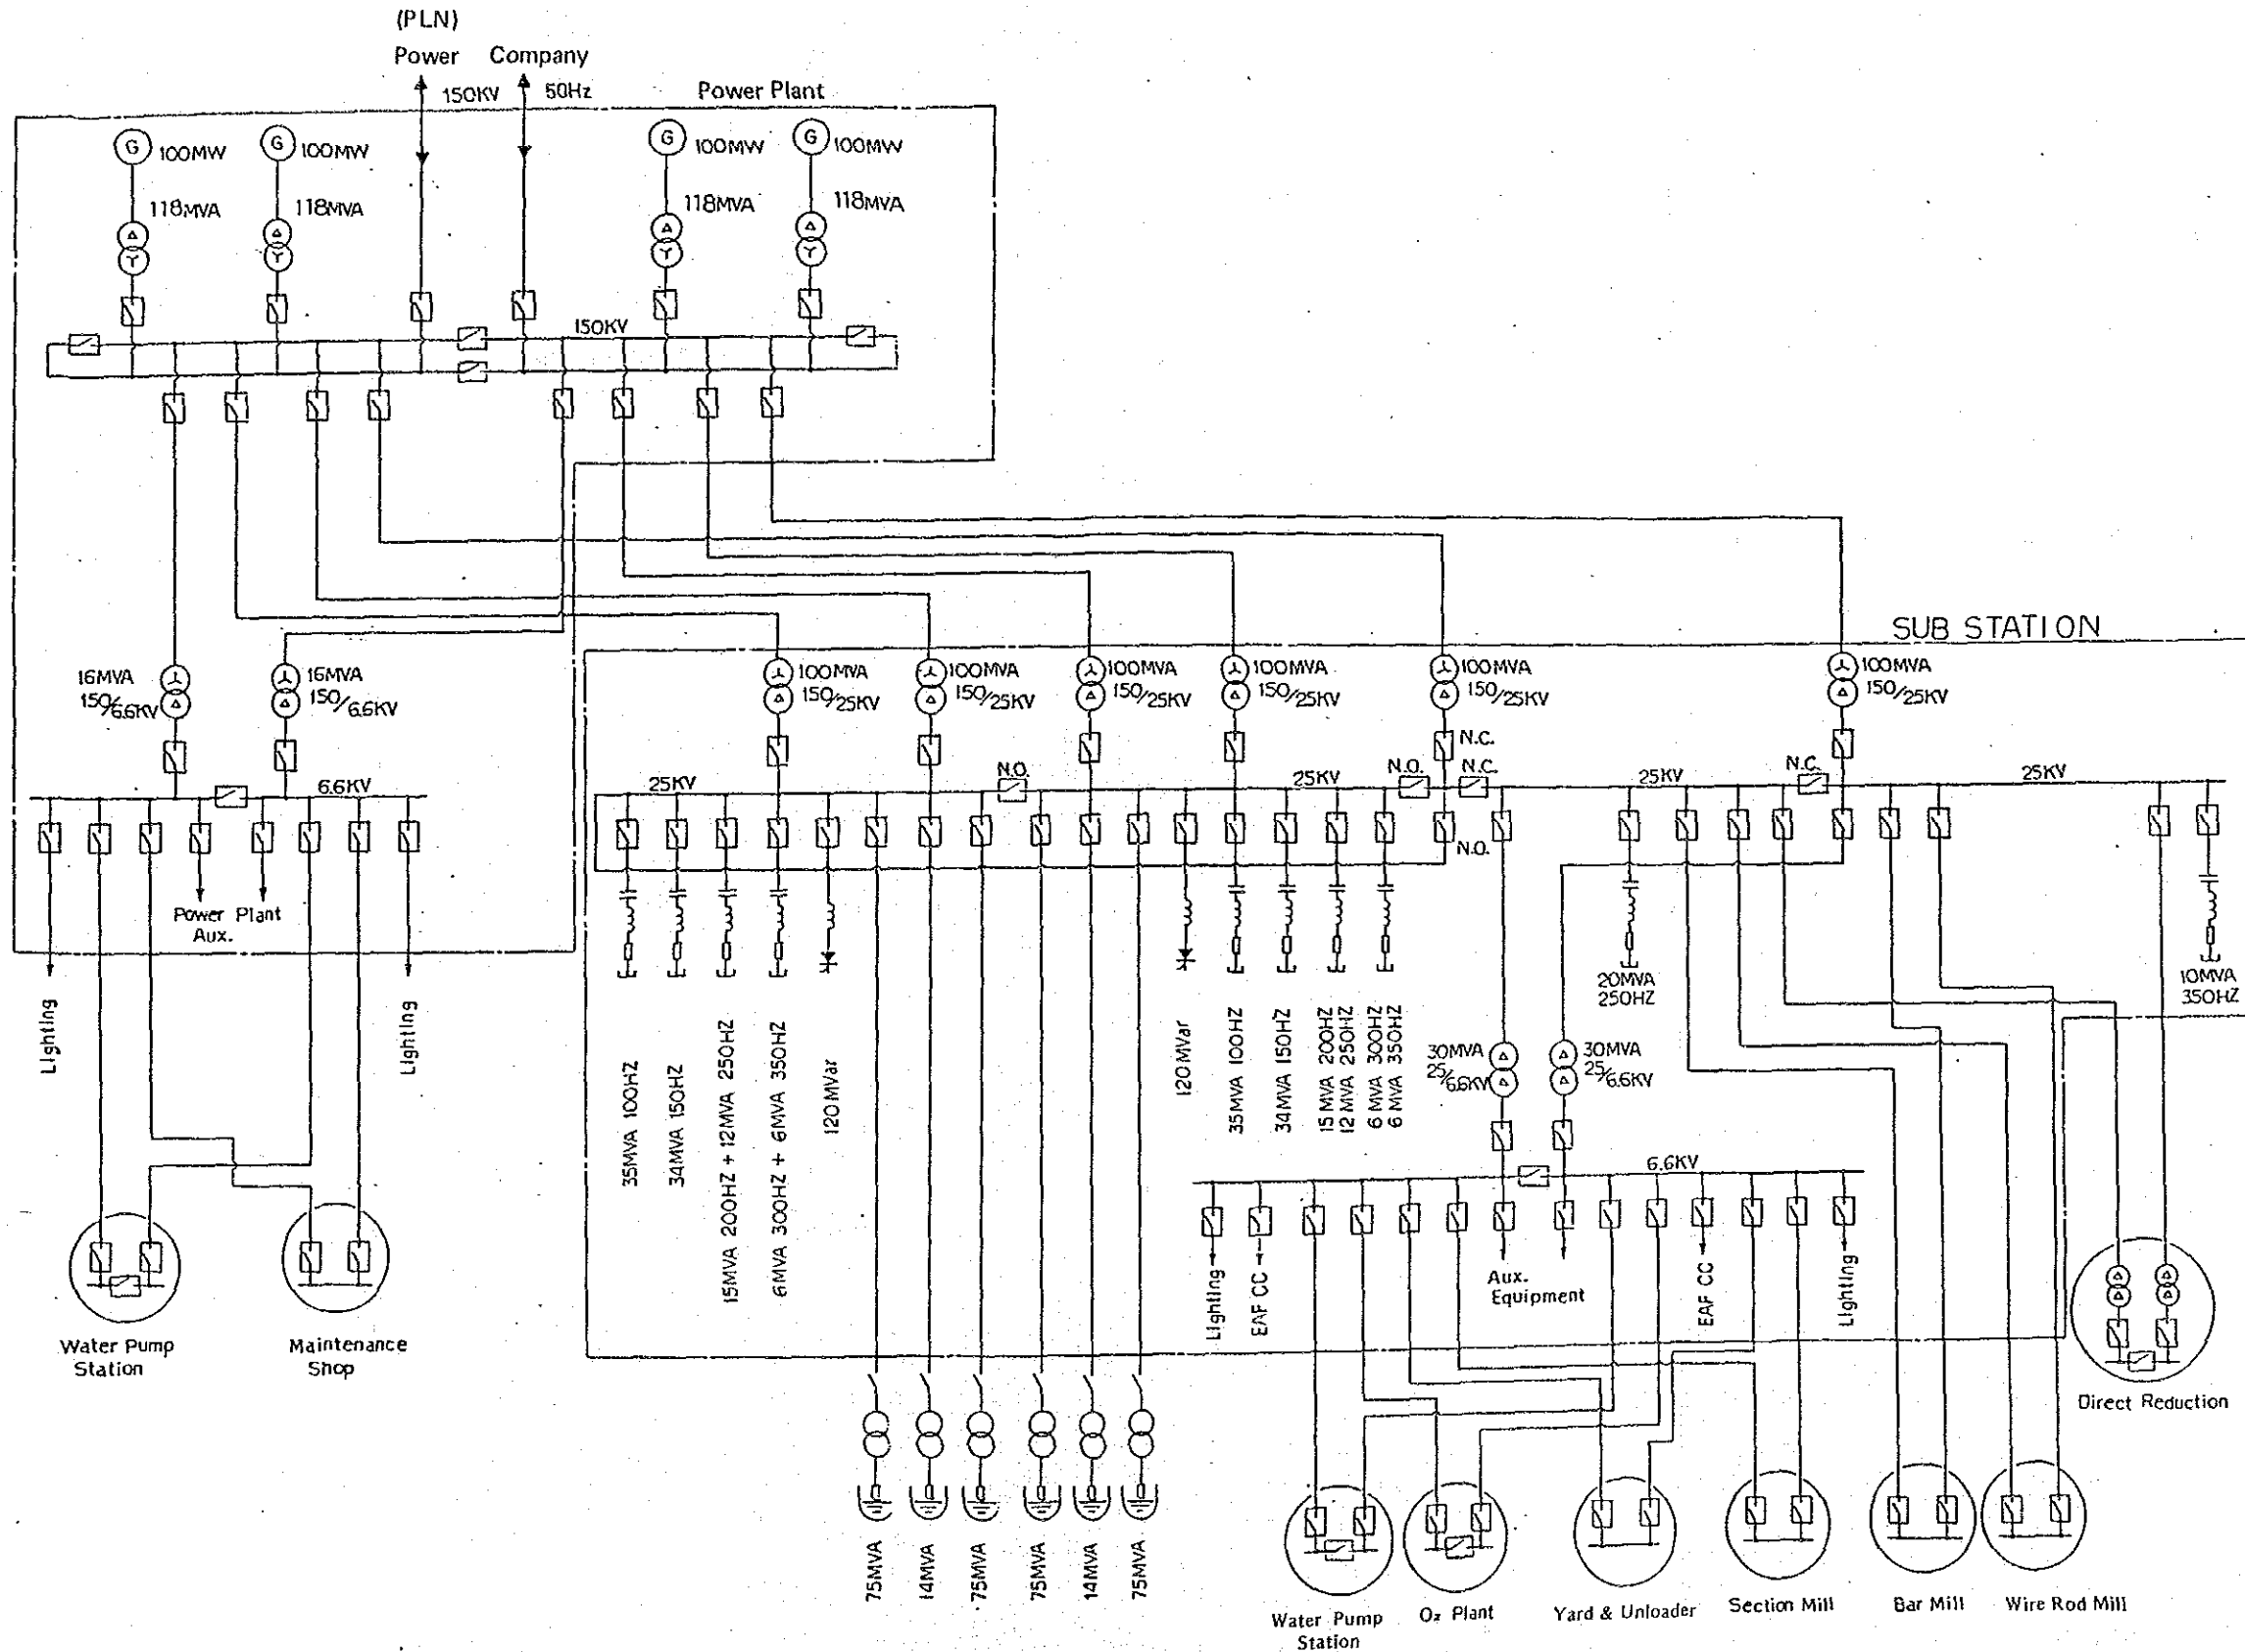 (PLN)
Power Company
150KV 50Hz
Power Plant
G 100MW
G 100MW
G 100MW
G 100MW
118MVA
118MVA
118MVA
118MVA
150KV
SUB STATION
16MVA
150/6.6KV
16MVA
150/6.6KV
100MVA
150/25KV
100MVA
150/25KV
100MVA
150/25KV
100MVA
150/25KV
100MVA
150/25KV
100MVA
150/25KV
6.6KV
25KV
N.O.
25KV
N.O.
N.C.
N.C.
N.O.
25KV
N.C.
25KV
Power Plant
Aux.
Lighting
Lighting
35MVA 100HZ
34MVA 150HZ
15MVA 200HZ + 12MVA 250HZ
6MVA 300HZ + 6MVA 350HZ
120MVar
120MVar
35MVA 100HZ
34MVA 150HZ
15MVA 200HZ
12MVA 250HZ
6MVA 300HZ
6MVA 350HZ
20MVA
250HZ
10MVA
350HZ
30MVA
25/6.6KV
30MVA
25/6.6KV
6.6KV
Lighting
EAF CC
Aux.
Equipment
EAF CC
Lighting
Water Pump
Station
Maintenance
Shop
Direct Reduction
75MVA
14MVA
75MVA
75MVA
14MVA
75MVA
Water Pump
Station
O₂ Plant
Yard & Unloader
Section Mill
Bar Mill
Wire Rod Mill